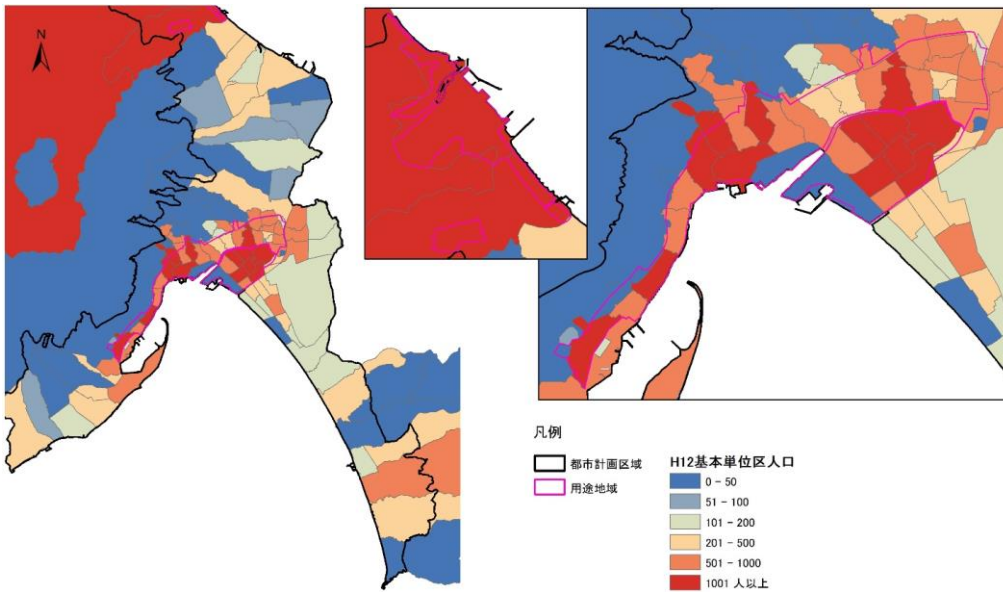 N
凡例
都市計画区域
用途地域
H12基本単位区人口
0 - 50
51 - 100
101 - 200
201 - 500
501 - 1000
1001 人以上